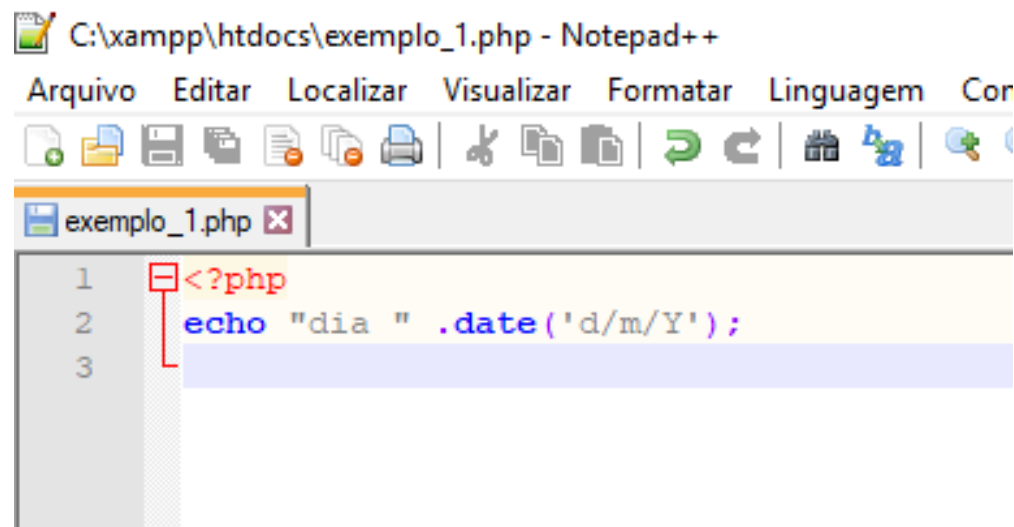 C:\xampp\htdocs\exemplo_1.php - Notepad++
Arquivo Editar Localizar Visualizar Formatar Linguagem
exemplo_1.php
1 <?php
2 echo "dia " .date('d/m/Y');
3